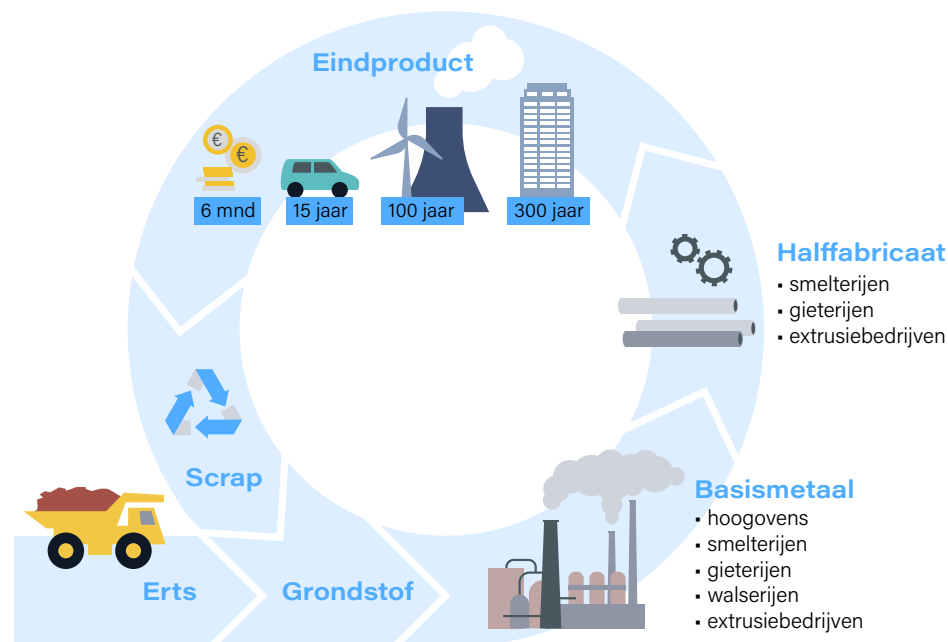 Eindproduct
€
€
6 mnd
15 jaar
100 jaar
300 jaar
Halffabricaat
▪ smelterijen
▪ gieterijen
▪ extrusiebedrijven
Scrap
Basismetaal
▪ hoogovens
▪ smelterijen
▪ gieterijen
▪ walserijen
▪ extrusiebedrijven
Erts
Grondstof